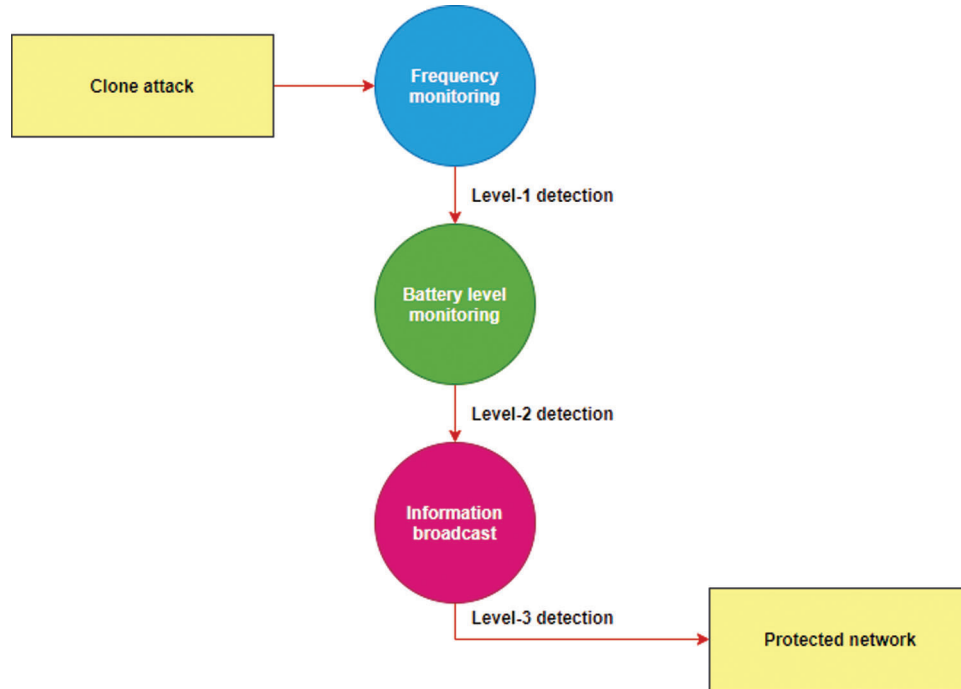 Clone attack
Frequency
monitoring
Level-1 detection
Battery level
monitoring
Level-2 detection
Information
broadcast
Level-3 detection
Protected network